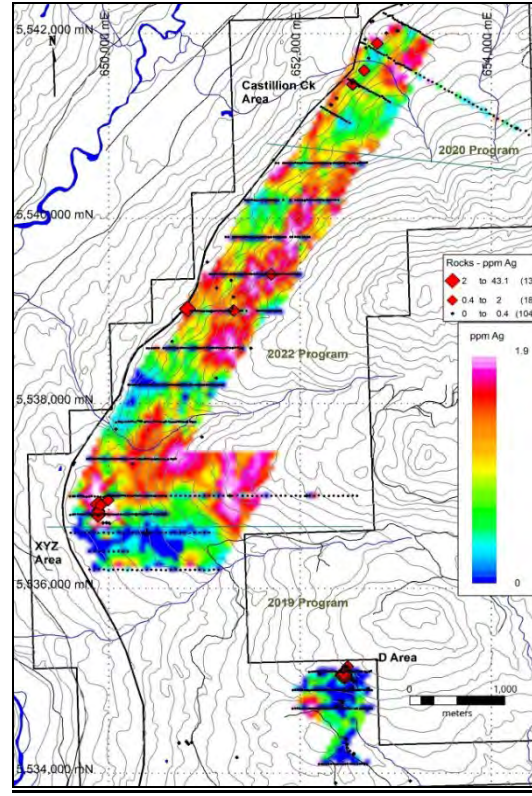 5,542,000 mN
650,000 mE
652,000 mE
654,000 mE
N
Castillion Ck
Area
2020 Program
5,540,000 mN
Rocks - ppm Ag
2 to 43.1 (13
0.4 to 2 (18
0 to 0.4 (104
ppm Ag
1.9
0
2022 Program
5,538,000 mN
XYZ
Area
5,536,000 mN
2019 Program
D Area
0 1,000
meters
5,534,000 mN